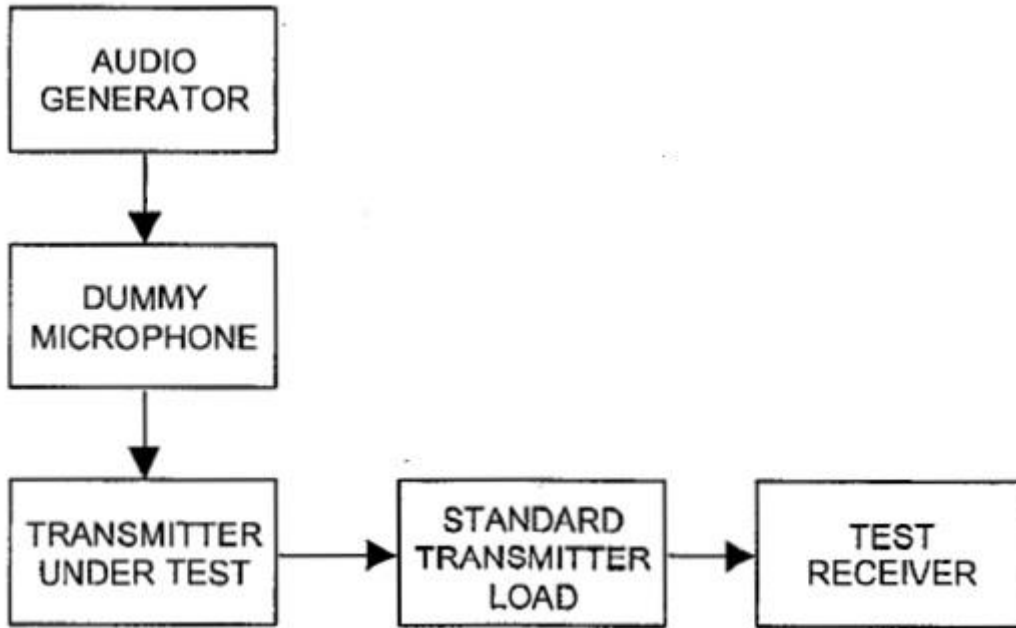 AUDIO
GENERATOR
DUMMY
MICROPHONE
TRANSMITTER
UNDER TEST
STANDARD
TRANSMITTER
LOAD
TEST
RECEIVER